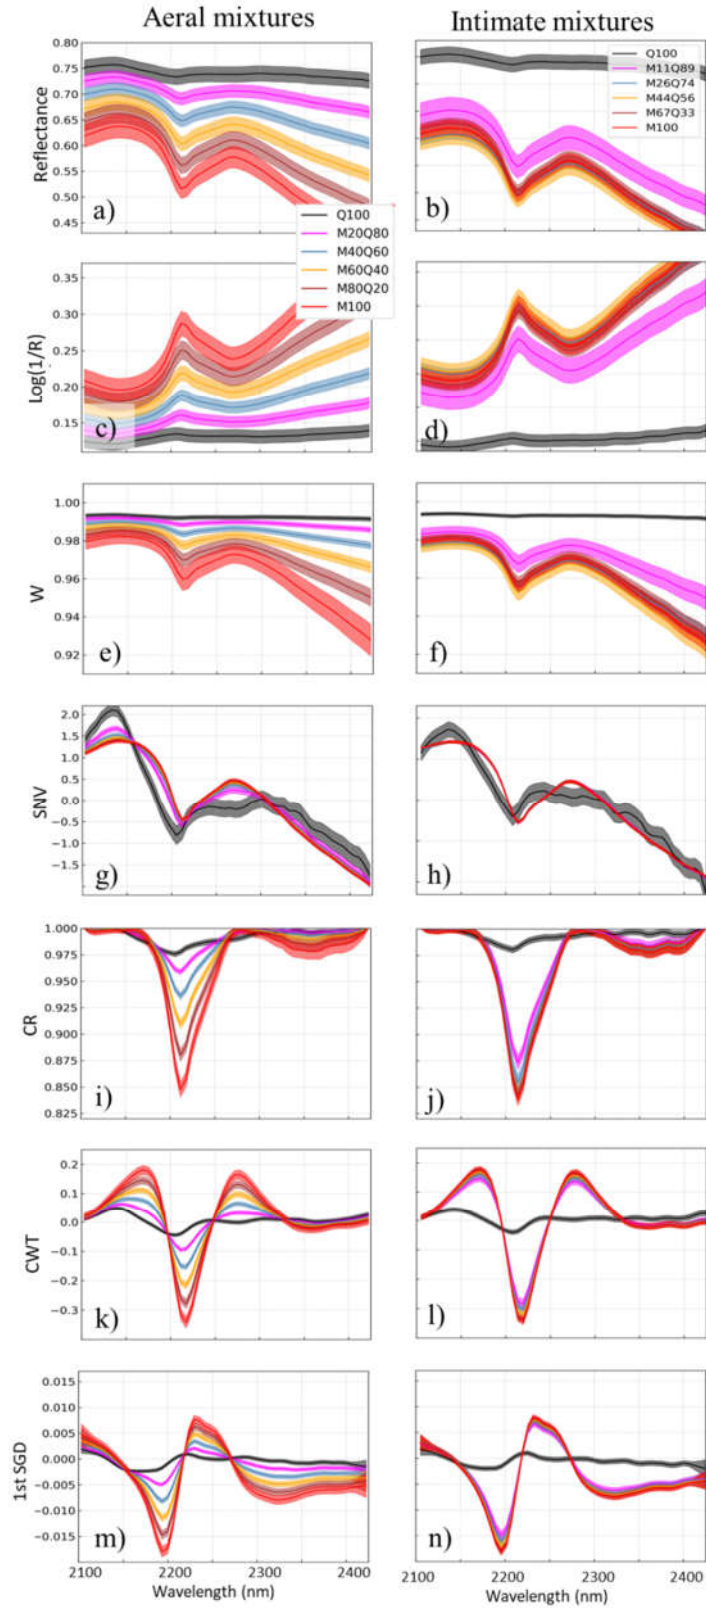 Aeral mixtures
Intimate mixtures
0.80
0.75
0.70
0.65
0.60
0.55
0.50
0.45
Reflectance
a)
b)
Q100
M11Q89
M26Q74
M44Q56
M67Q33
M100
Q100
M20Q80
M40Q60
M60Q40
M80Q20
M100
0.35
0.30
0.25
0.20
0.15
Log(1/R)
c)
d)
1.00
0.98
0.96
0.94
0.92
W
e)
f)
2.0
1.5
1.0
0.5
0.0
−0.5
−1.0
−1.5
SNV
g)
h)
1.000
0.975
0.950
0.925
0.900
0.875
0.850
0.825
CR
i)
j)
0.2
0.1
0.0
−0.1
−0.2
−0.3
CWT
k)
l)
0.015
0.010
0.005
0.000
−0.005
−0.010
−0.015
1st SGD
m)
n)
2100 2200 2300 2400
2100 2200 2300 2400
Wavelength (nm)
Wavelength (nm)